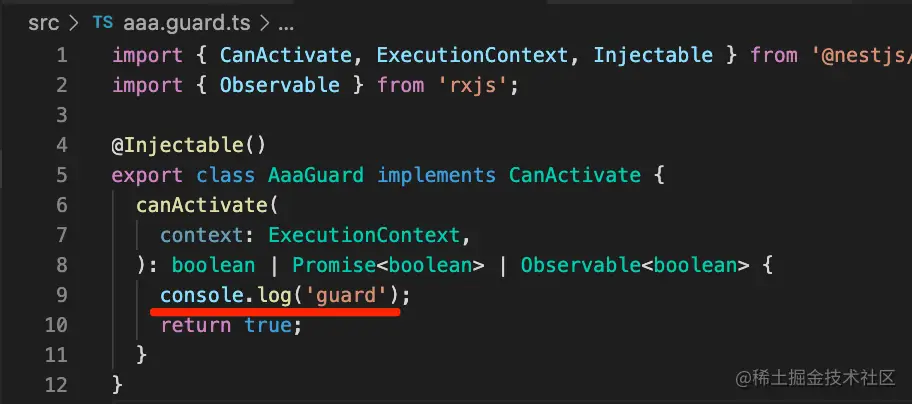 src > TS aaa.guard.ts > ...
1 import { CanActivate, ExecutionContext, Injectable } from '@nestjs/
2 import { Observable } from 'rxjs';
3
4 @Injectable()
5 export class AaaGuard implements CanActivate {
6 canActivate(
7 context: ExecutionContext,
8 ): boolean | Promise<boolean> | Observable<boolean> {
9 console.log('guard');
10 return true;
11 }
12 }
@稀土掘金技术社区